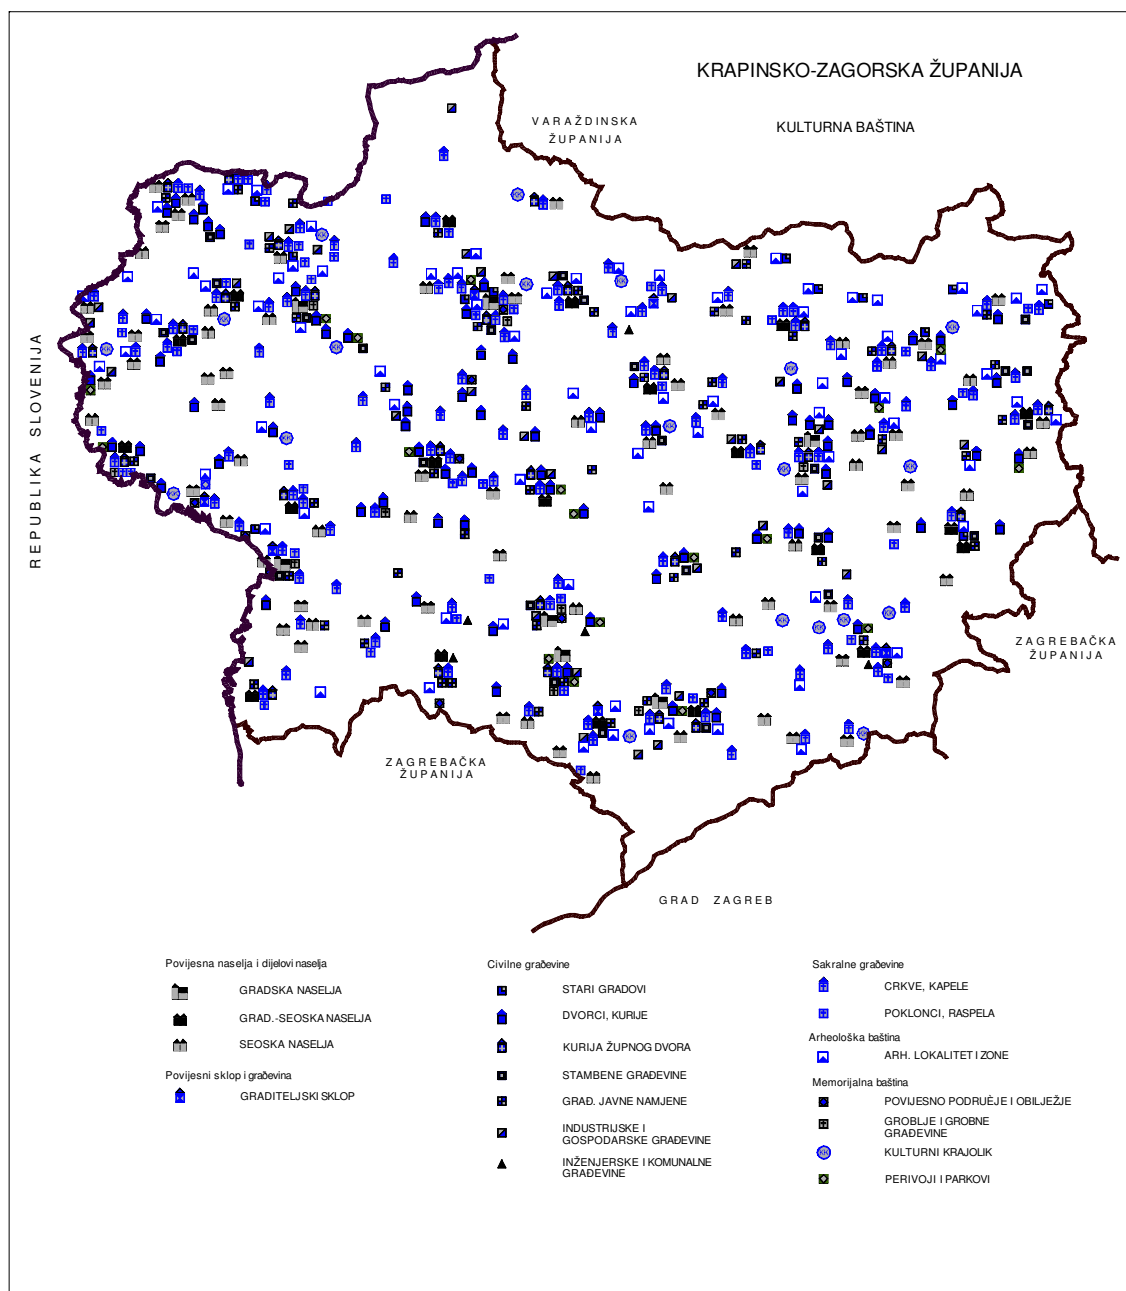 KRAPINSKO-ZAGORSKA ŽUPANIJA
VARAŽDINSKA
ŽUPANIJA
KULTURNA BAŠTINA
REPUBLIKA SLOVENIJA
ZAGREBAČKA
ŽUPANIJA
ZAGREBAČKA
ŽUPANIJA
GRAD ZAGREB
Povijesna naselja i dijelovi naselja
GRADSKA NASELJA
GRAD.-SEOSKA NASELJA
SEOSKA NASELJA
Povijesni sklop i građevina
GRADITELJSKI SKLOP
Civilne građevine
STARI GRADOVI
DVORCI, KURIJE
KURIJA ŽUPNOG DVORA
STAMBENE GRAĐEVINE
GRAĐ. JAVNE NAMJENE
INDUSTRIJSKE I
GOSPODARSKE GRAĐEVINE
INŽENJERSKE I KOMUNALNE
GRAĐEVINE
Sakralne građevine
CRKVE, KAPELE
POKLONCI, RASPELA
Arheološka baština
ARH. LOKALITET I ZONE
Memorijalna baština
POVIJESNO PODRUÈJE I OBILJEŽJE
GROBLJE I GROBNE
GRAĐEVINE
KULTURNI KRAJOLIK
PERIVOJI I PARKOVI